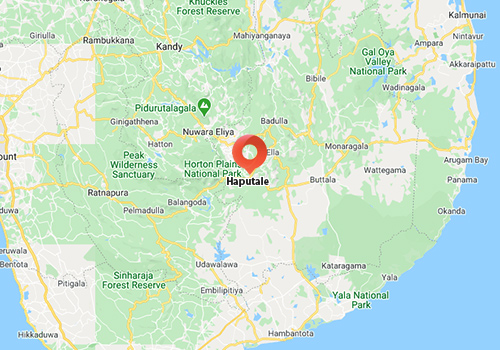 Knuckles
Forest Reserve
Kalmunai
Giriulla
Rambukkana
Mahiyanganaya
Kandy
Ampara
Nintavur
Gal Oya
Valley
National Park
Akkaraipattu
Bibile
Wadinagala
Pidurutalagala
Ginigathhena
Badulla
Nuwara Eliya
Hatton
Ella
Monaragala
ount
Peak
Wilderness
Sanctuary
Horton Plain
National Park
Arugam Bay
Wattegama
Panama
Haputale
Buttala
Ratnapura
Balangoda
Pelmadulla
Okanda
eruwala
Bentota
Udawalawa
Kataragama
Sinharaja
Forest Reserve
Pitigala
Yala
Embilipitiya
Yala National
Park
Hikkaduwa
Hambantota